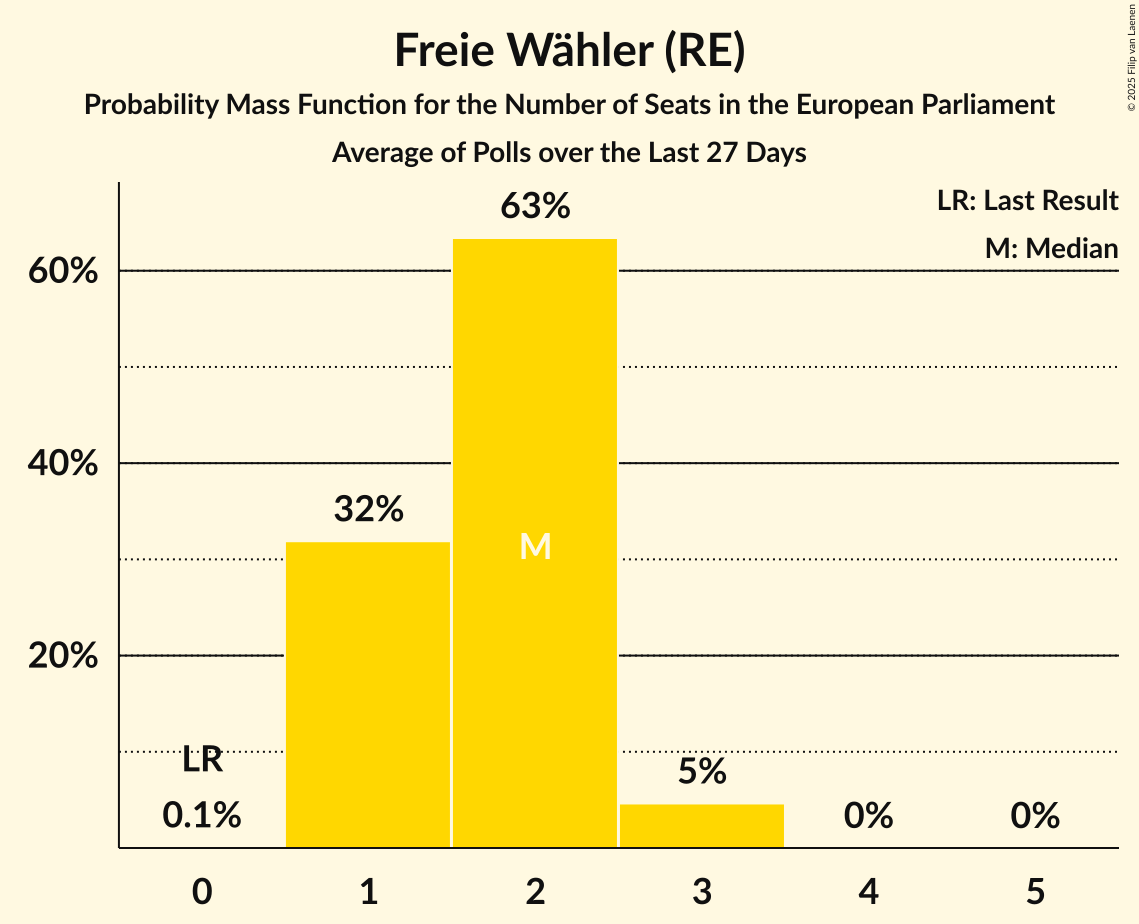 Freie Wähler (RE)
Probability Mass Function for the Number of Seats in the European Parliament
Average of Polls over the Last 27 Days
© 2025 Filip van Laenen
LR: Last Result
M: Median
63%
60%
40%
32%
M
20%
LR
5%
0.1%
0%
0%
0 1 2 3 4 5